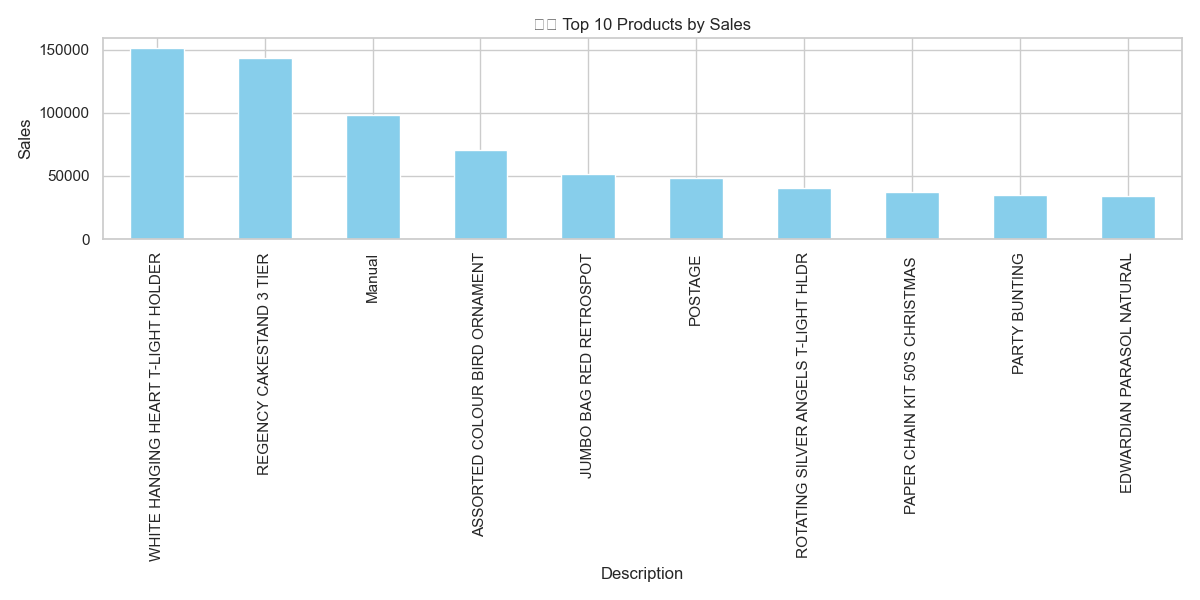 Top 10 Products by Sales
150000
100000
50000
0
Sales
WHITE HANGING HEART T-LIGHT HOLDER
REGENCY CAKESTAND 3 TIER
Manual
ASSORTED COLOUR BIRD ORNAMENT
JUMBO BAG RED RETROSPOT
POSTAGE
ROTATING SILVER ANGELS T-LIGHT HLDR
PAPER CHAIN KIT 50'S CHRISTMAS
PARTY BUNTING
EDWARDIAN PARASOL NATURAL
Description